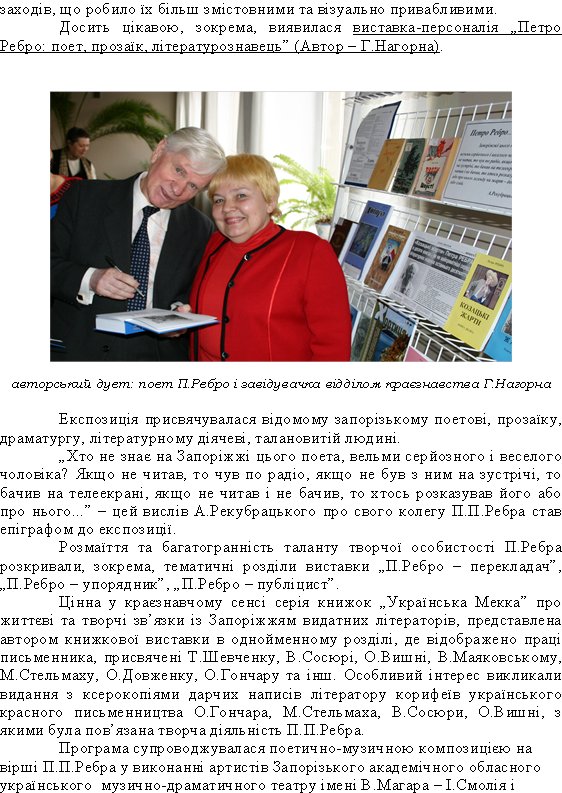 заходів, що робило їх більш змістовними та візуально привабливими.
Досить цікавою, зокрема, виявилася виставка-персоналія „Петро
Ребро: поет, прозаїк, літературознавець” (Автор – Г.Нагорна).
Петро Ребро...
КОЗАЦЬКІ
ЖАРТИ
авторський дует: поет П.Ребро і завідувачка відділом краєзнавства Г.Нагорна
Експозиція присвячувалася відомому запорізькому поетові, прозаїку,
драматургу, літературному діячеві, талановитій людині.
„Хто не знає на Запоріжжі цього поета, вельми серйозного і веселого
чоловіка? Якщо не читав, то чув по радіо, якщо не був з ним на зустрічі, то
бачив на телеекрані, якщо не читав і не бачив, то хтось розказував його або
про нього...” – цей вислів А.Рекубрацького про свого колегу П.П.Ребра став
епіграфом до експозиції.
Розмаїття та багатогранність таланту творчої особистості П.Ребра
розкривали, зокрема, тематичні розділи виставки „П.Ребро – перекладач”,
„П.Ребро – упорядник”, „П.Ребро – публіцист”.
Цінна у краєзнавчому сенсі серія книжок „Українська Мекка” про
життєві та творчі зв’язки із Запоріжжям видатних літераторів, представлена
автором книжкової виставки в однойменному розділі, де відображено праці
письменника, присвячені Т.Шевченку, В.Сосюрі, О.Вишні, В.Маяковському,
М.Стельмаху, О.Довженку, О.Гончару та інш. Особливий інтерес викликали
видання з ксерокопіями дарчих написів літератору корифеїв українського
красного письменництва О.Гончара, М.Стельмаха, В.Сосюри, О.Вишні, з
якими була пов’язана творча діяльність П.П.Ребра.
Програма супроводжувалася поетично-музичною композицією на
вірші П.П.Ребра у виконанні артистів Запорізького академічного обласного
українського музично-драматичного театру імені В.Магара – І.Смолія і